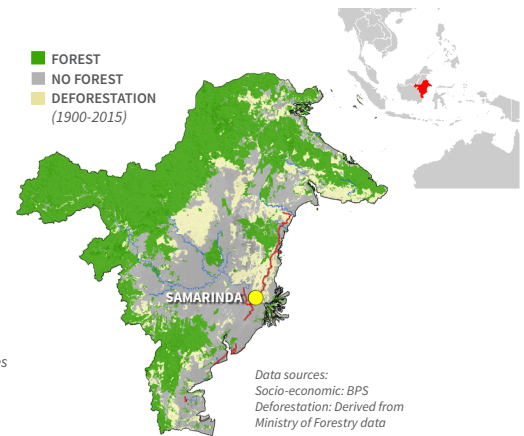 FOREST
NO FOREST
DEFORESTATION
(1900-2015)
SAMARINDA
Data sources:
Socio-economic: BPS
Deforestation: Derived from
Ministry of Forestry data